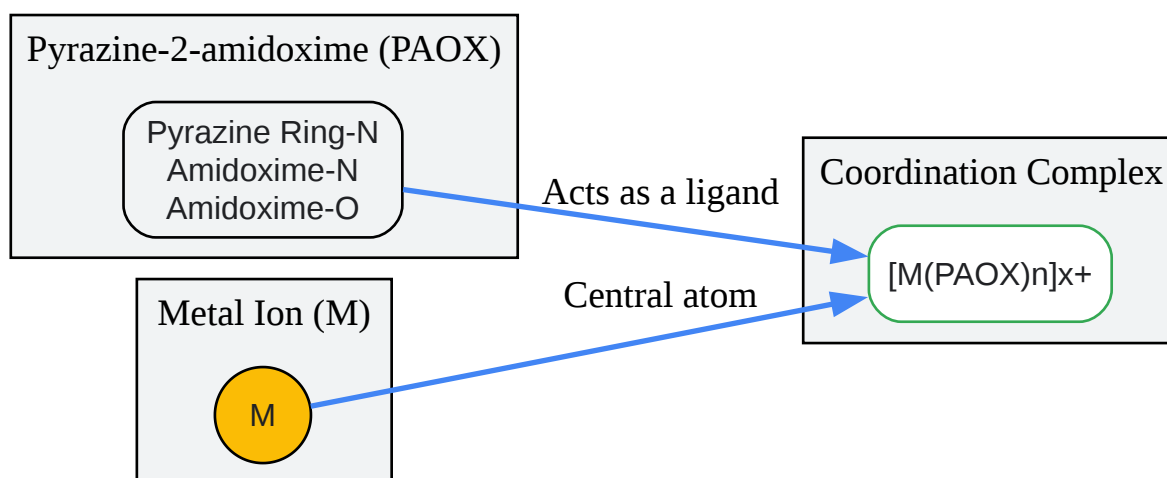 Pyrazine-2-amidoxime (PAOX)
Pyrazine Ring-N
Amidoxime-N
Amidoxime-O
Acts as a ligand
Coordination Complex
[M(PAOX)n]x+
Central atom
Metal Ion (M)
M